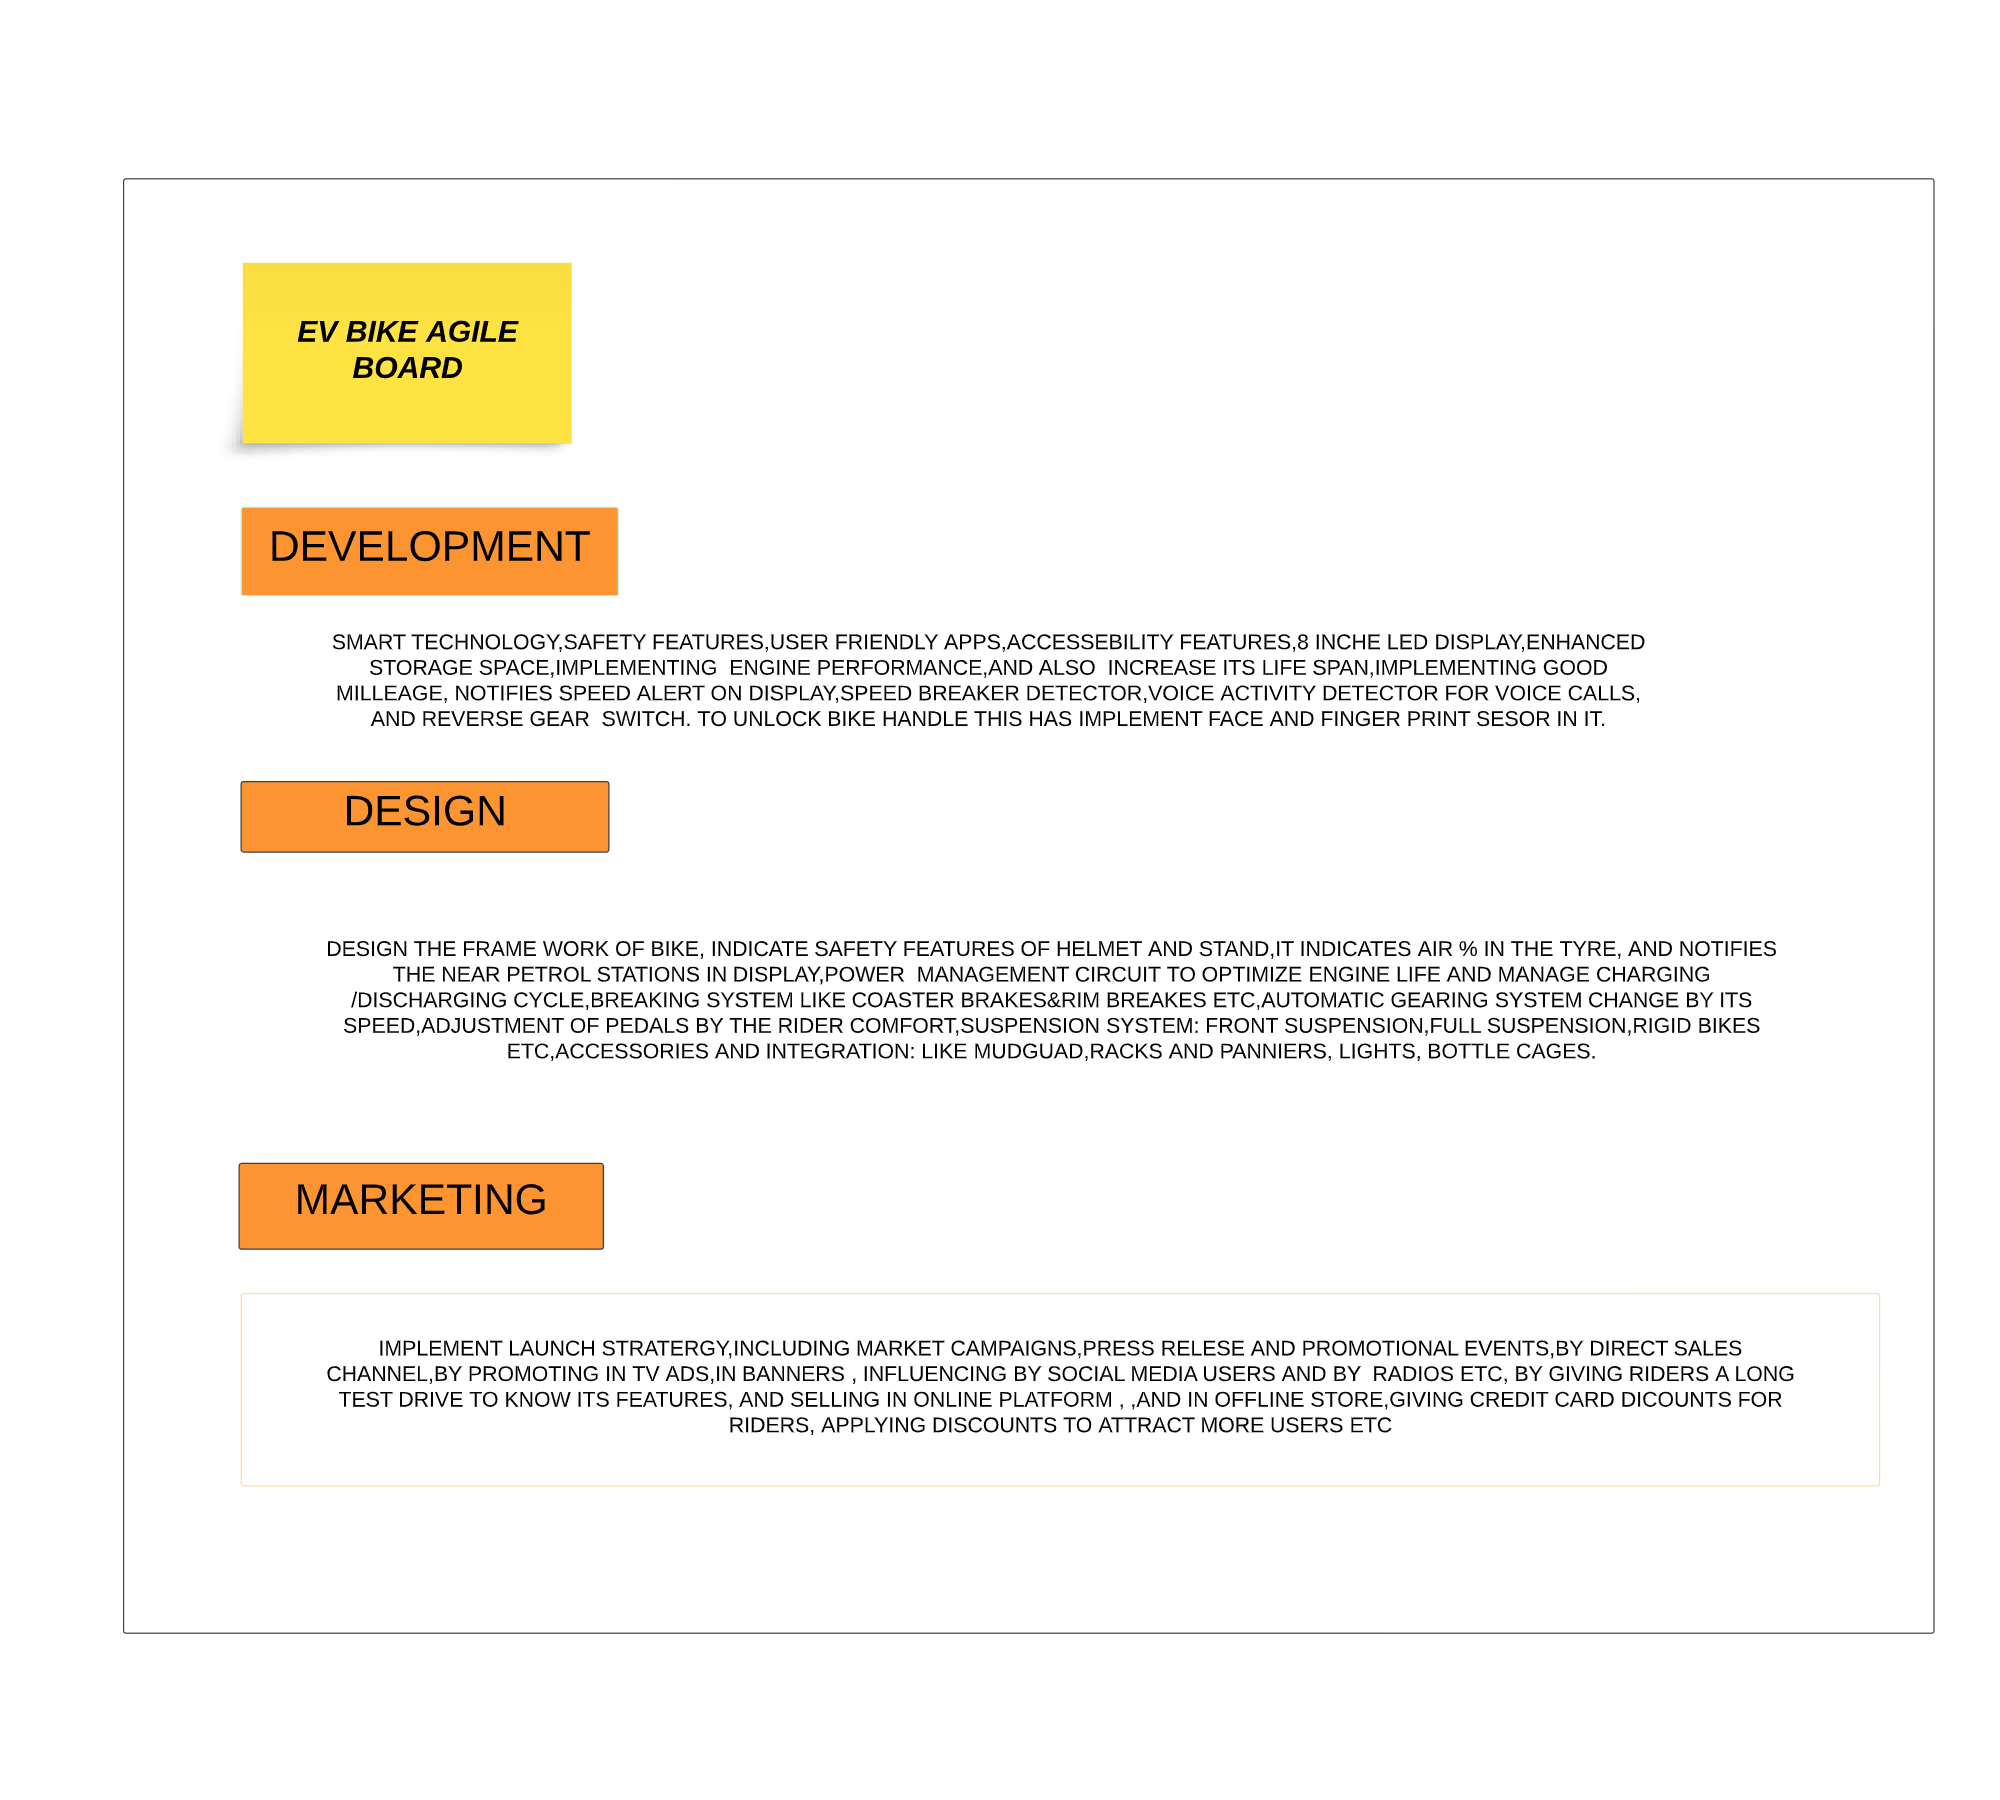 EV BIKE AGILE
BOARD
DEVELOPMENT
SMART TECHNOLOGY,SAFETY FEATURES,USER FRIENDLY APPS,ACCESSEBILITY FEATURES,8 INCHE LED DISPLAY,ENHANCED
STORAGE SPACE,IMPLEMENTING  ENGINE PERFORMANCE,AND ALSO  INCREASE ITS LIFE SPAN,IMPLEMENTING GOOD
MILLEAGE, NOTIFIES SPEED ALERT ON DISPLAY,SPEED BREAKER DETECTOR,VOICE ACTIVITY DETECTOR FOR VOICE CALLS,
AND REVERSE GEAR  SWITCH. TO UNLOCK BIKE HANDLE THIS HAS IMPLEMENT FACE AND FINGER PRINT SESOR IN IT.
DESIGN
DESIGN THE FRAME WORK OF BIKE, INDICATE SAFETY FEATURES OF HELMET AND STAND,IT INDICATES AIR % IN THE TYRE, AND NOTIFIES
THE NEAR PETROL STATIONS IN DISPLAY,POWER  MANAGEMENT CIRCUIT TO OPTIMIZE ENGINE LIFE AND MANAGE CHARGING
/DISCHARGING CYCLE,BREAKING SYSTEM LIKE COASTER BRAKES&RIM BREAKES ETC,AUTOMATIC GEARING SYSTEM CHANGE BY ITS
SPEED,ADJUSTMENT OF PEDALS BY THE RIDER COMFORT,SUSPENSION SYSTEM: FRONT SUSPENSION,FULL SUSPENSION,RIGID BIKES
ETC,ACCESSORIES AND INTEGRATION: LIKE MUDGUAD,RACKS AND PANNIERS, LIGHTS, BOTTLE CAGES.
MARKETING
IMPLEMENT LAUNCH STRATERGY,INCLUDING MARKET CAMPAIGNS,PRESS RELESE AND PROMOTIONAL EVENTS,BY DIRECT SALES
CHANNEL,BY PROMOTING IN TV ADS,IN BANNERS , INFLUENCING BY SOCIAL MEDIA USERS AND BY  RADIOS ETC, BY GIVING RIDERS A LONG
TEST DRIVE TO KNOW ITS FEATURES, AND SELLING IN ONLINE PLATFORM , ,AND IN OFFLINE STORE,GIVING CREDIT CARD DICOUNTS FOR
RIDERS, APPLYING DISCOUNTS TO ATTRACT MORE USERS ETC